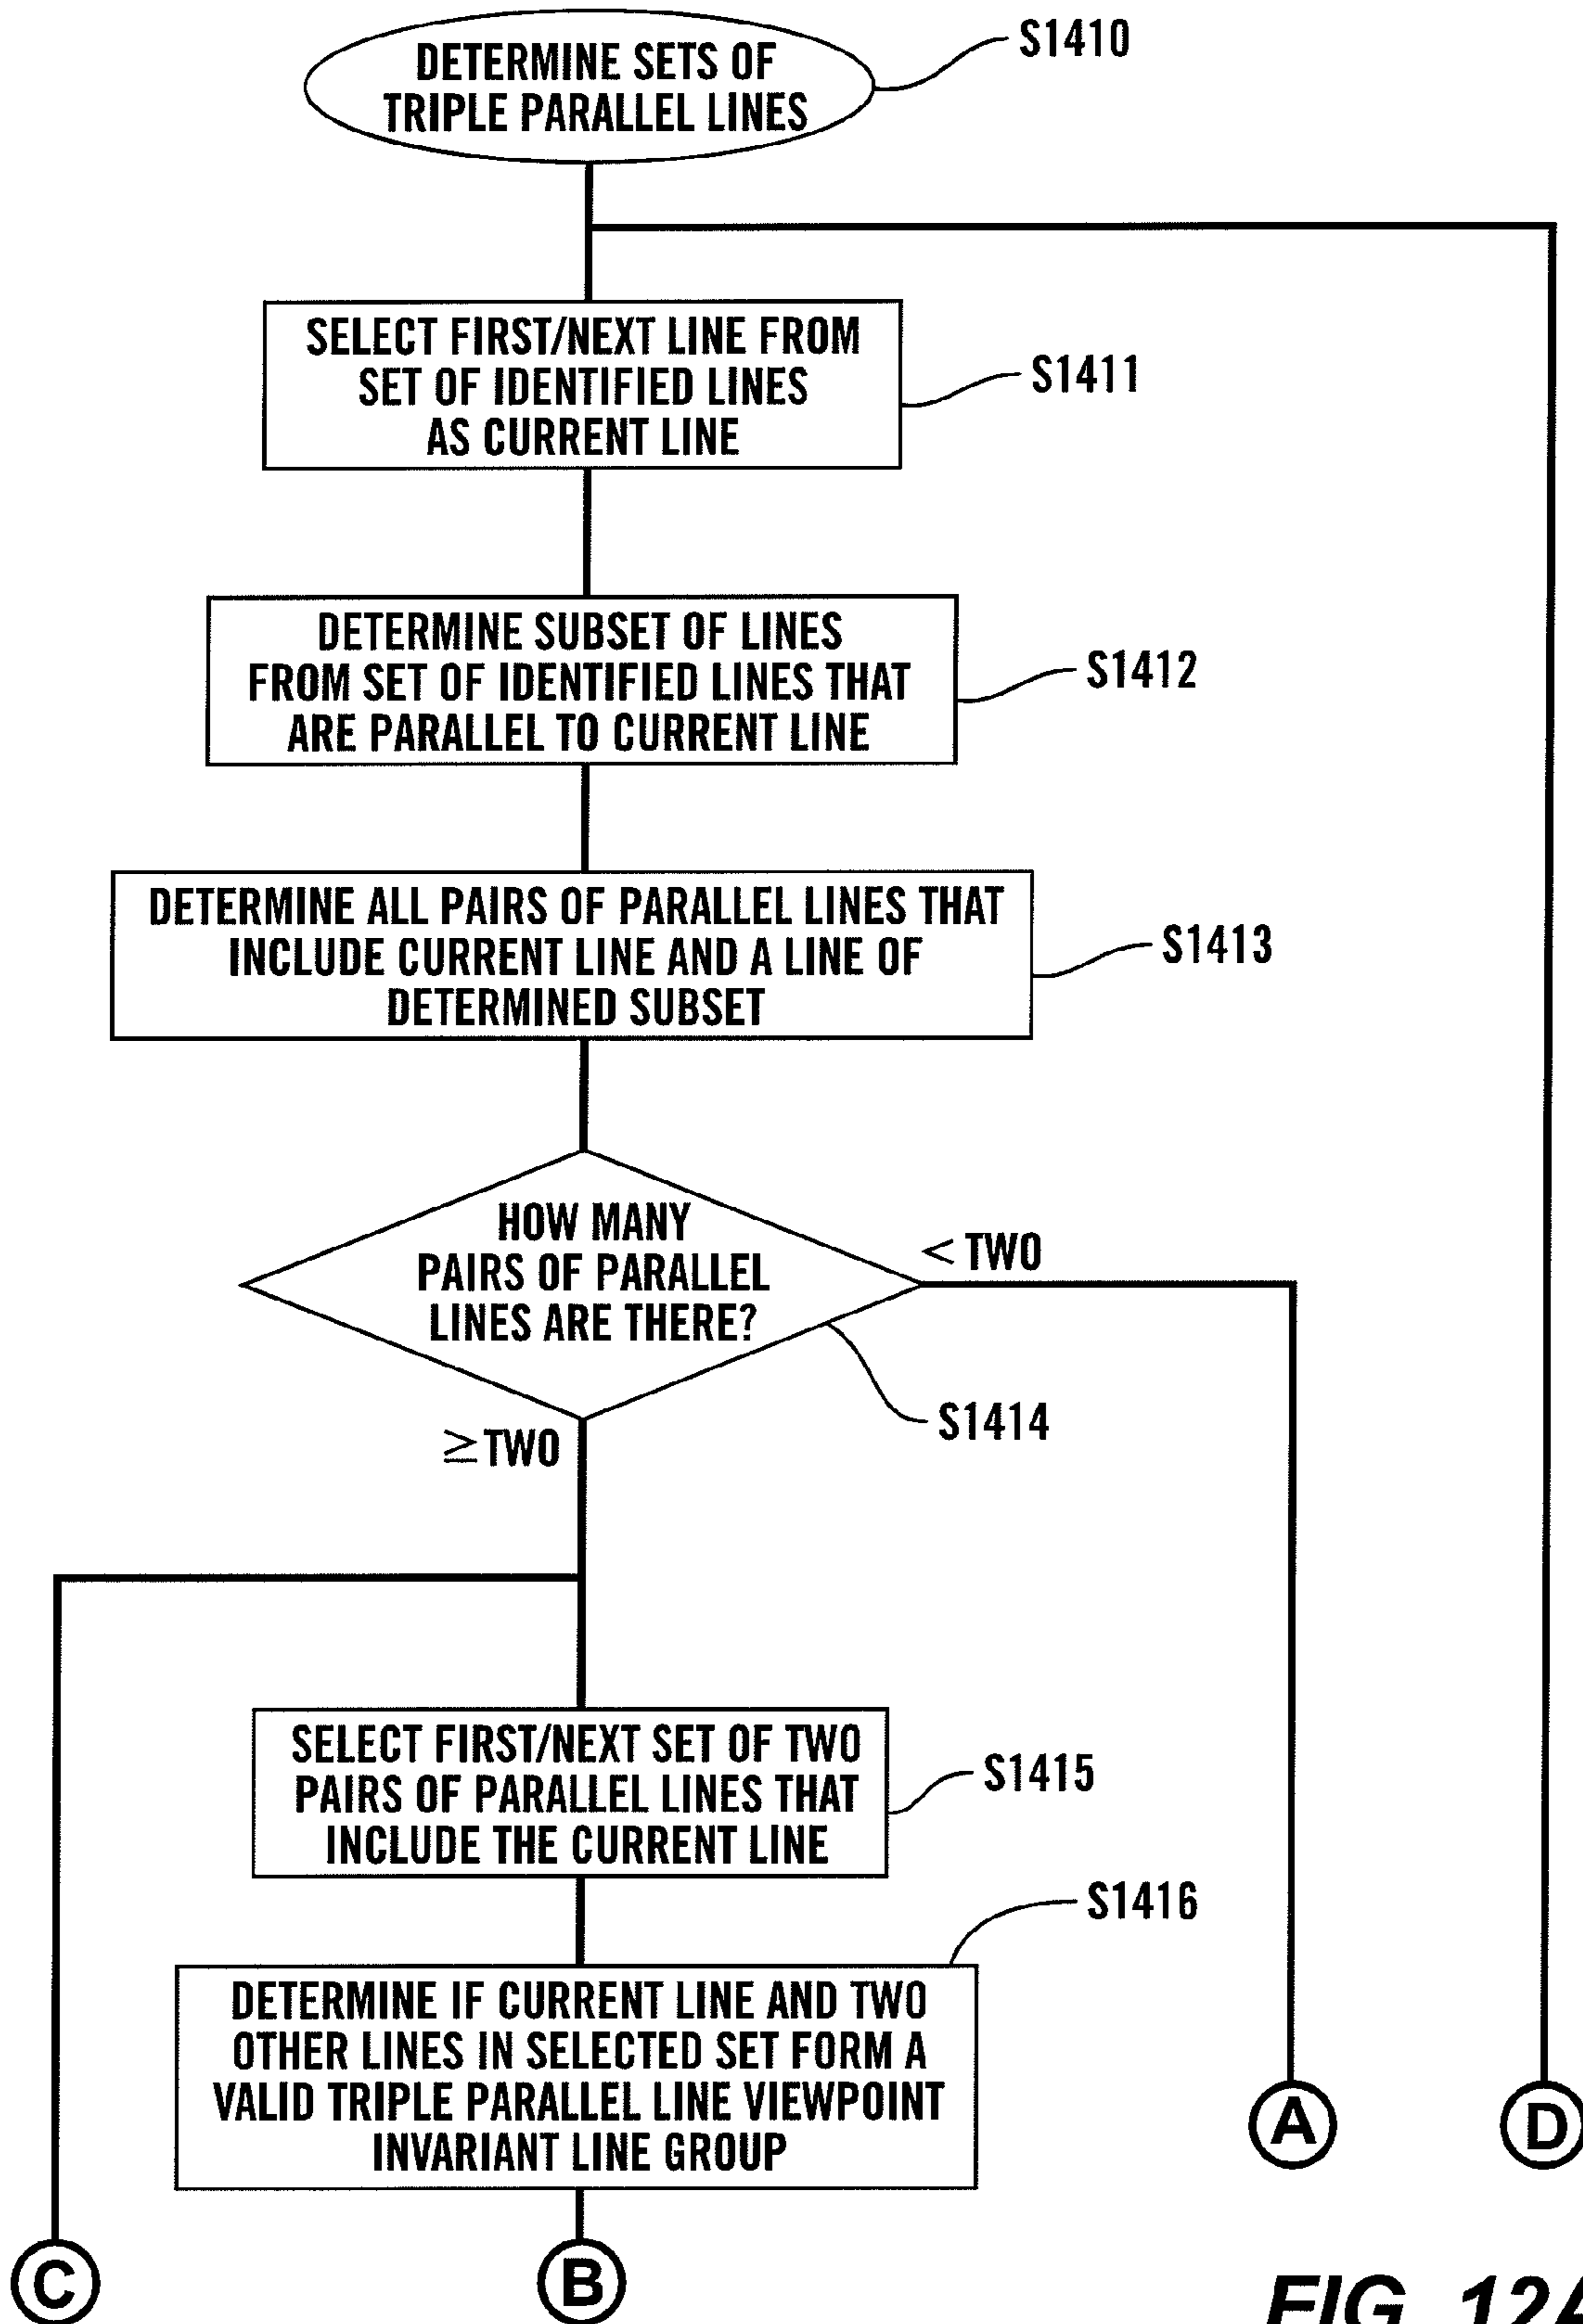 DETERMINE SETS OF
TRIPLE PARALLEL LINES
S1410
SELECT FIRST/NEXT LINE FROM
SET OF IDENTIFIED LINES
AS CURRENT LINE
S1411
DETERMINE SUBSET OF LINES
FROM SET OF IDENTIFIED LINES THAT
ARE PARALLEL TO CURRENT LINE
S1412
DETERMINE ALL PAIRS OF PARALLEL LINES THAT
INCLUDE CURRENT LINE AND A LINE OF
DETERMINED SUBSET
S1413
HOW MANY
PAIRS OF PARALLEL
LINES ARE THERE?
< TWO
S1414
≧TWO
SELECT FIRST/NEXT SET OF TWO
PAIRS OF PARALLEL LINES THAT
INCLUDE THE CURRENT LINE
S1415
S1416
DETERMINE IF CURRENT LINE AND TWO
OTHER LINES IN SELECTED SET FORM A
VALID TRIPLE PARALLEL LINE VIEWPOINT
INVARIANT LINE GROUP
A
D
C
B
FIG. 12A